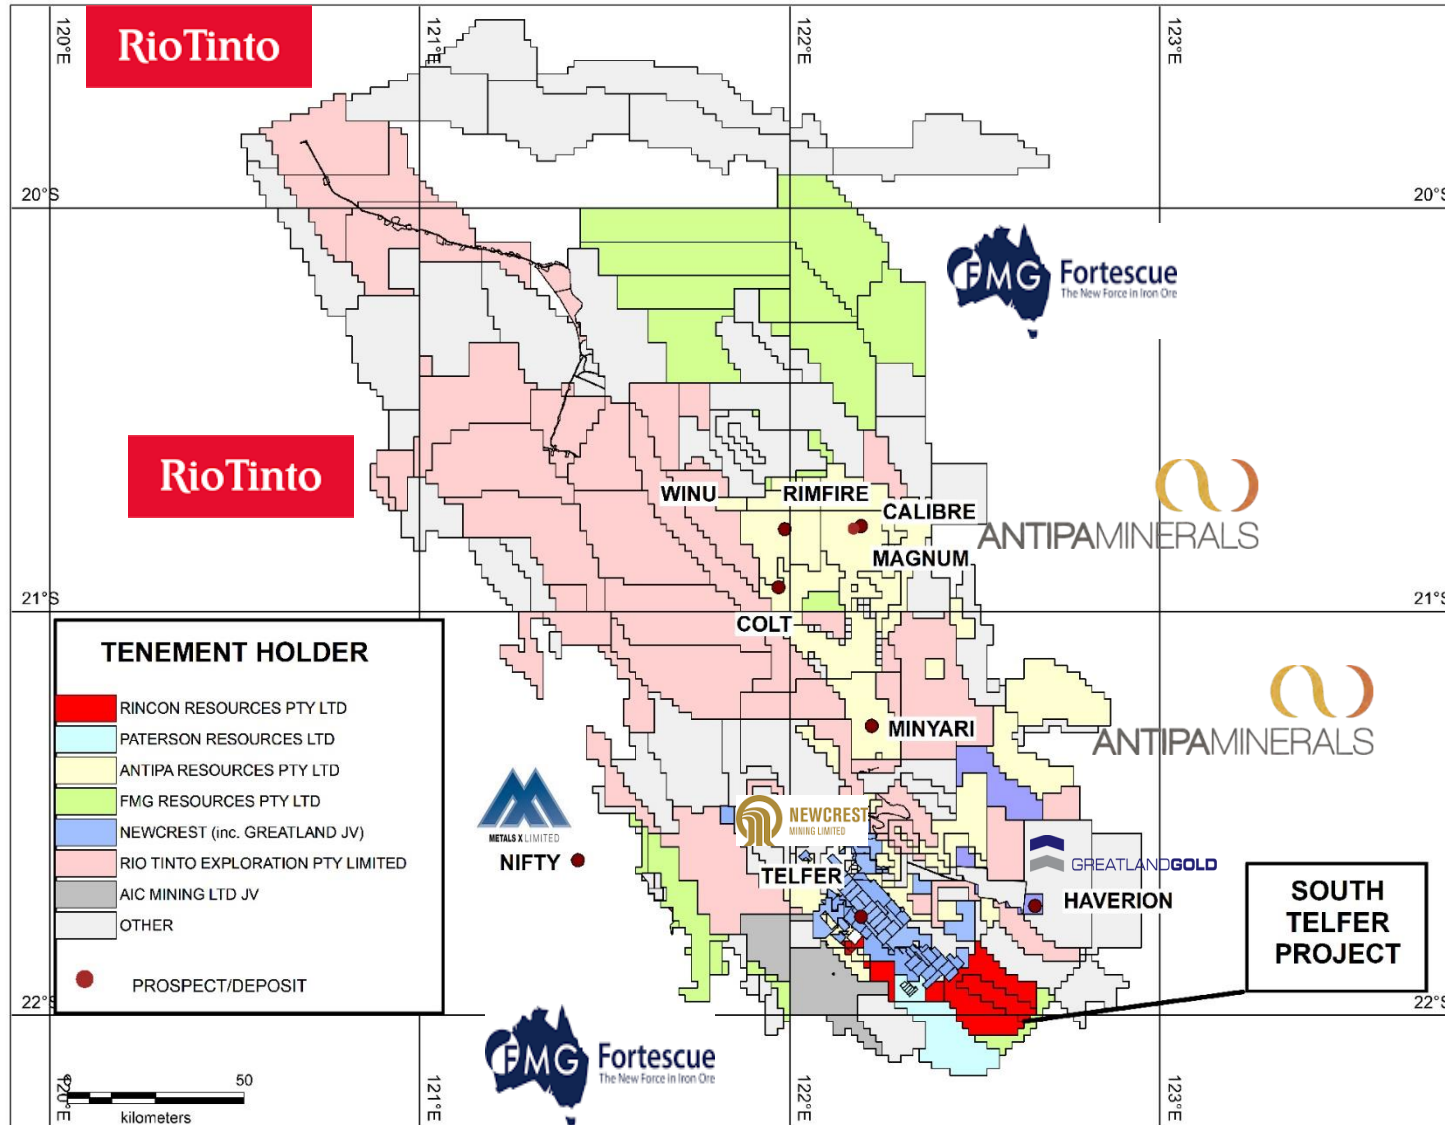 120°E
121°E
122°E
123°E
RioTinto
20°S
20°S
FMG Fortescue
The New Force in Iron Ore
RioTinto
WINU
RIMFIRE
CALIBRE
MAGNUM
ANTIPAMINERALS
21°S
21°S
COLT
TENEMENT HOLDER
RINCON RESOURCES PTY LTD
PATERSON RESOURCES LTD
ANTIPA RESOURCES PTY LTD
FMG RESOURCES PTY LTD
NEWCREST (inc. GREATLAND JV)
RIO TINTO EXPLORATION PTY LIMITED
AIC MINING LTD JV
OTHER
PROSPECT/DEPOSIT
MINYARI
ANTIPAMINERALS
METALS X LIMITED
NIFTY
NEWCREST
MINING LIMITED
TELFER
GREATLANDGOLD
HAVERION
SOUTH
TELFER
PROJECT
22°S
22°S
FMG Fortescue
The New Force in Iron Ore
0
50
kilometers
120°E
121°E
122°E
123°E